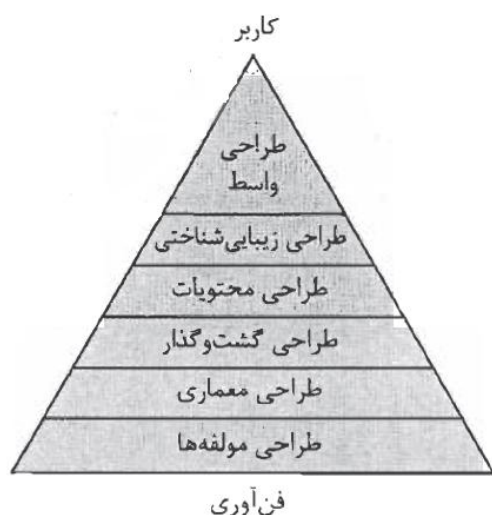 کاربر
طراحی
واسط
طراحی زیبایی‌شناختی
طراحی محتویات
طراحی گشت‌وگذار
طراحی معماری
طراحی مولفه‌ها
فن‌آوری